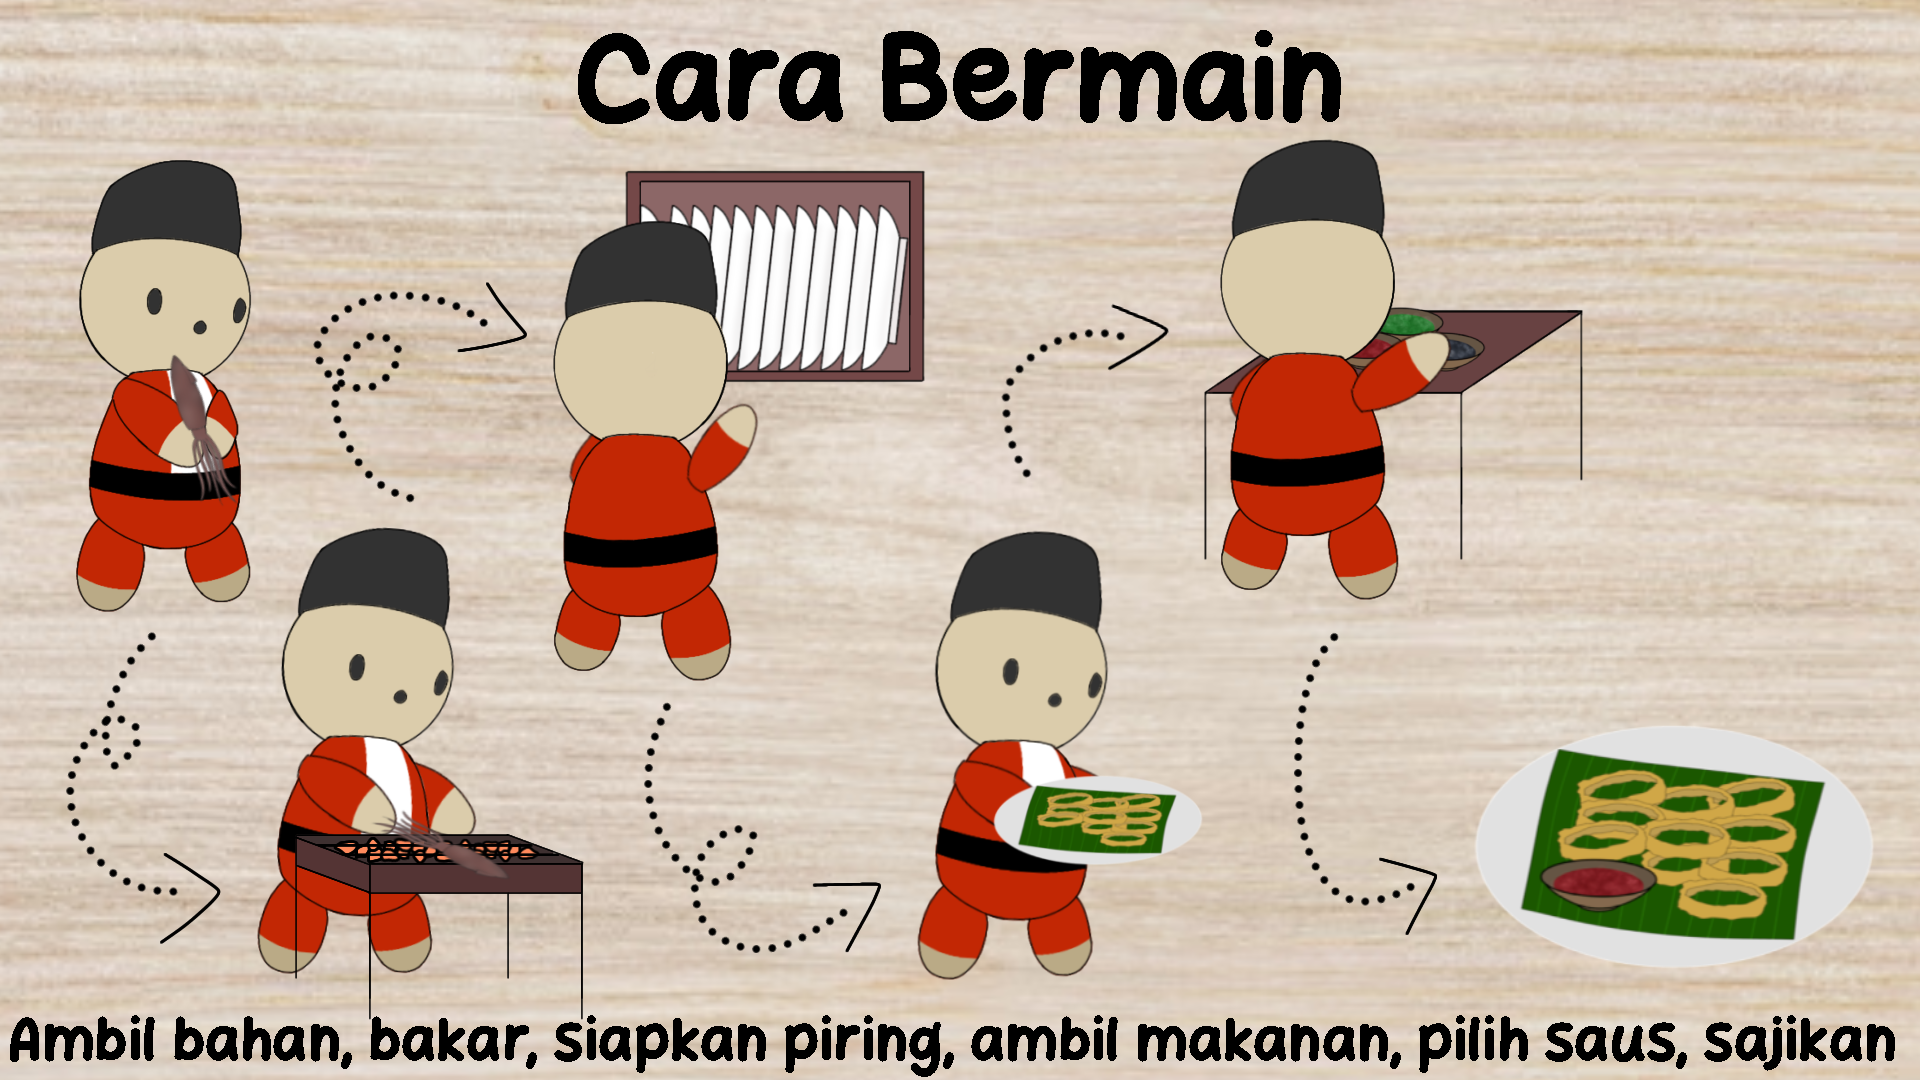 Cara Bermain
Ambil bahan, bakar, siapkan piring, ambil makanan, pilih saus, sajikan